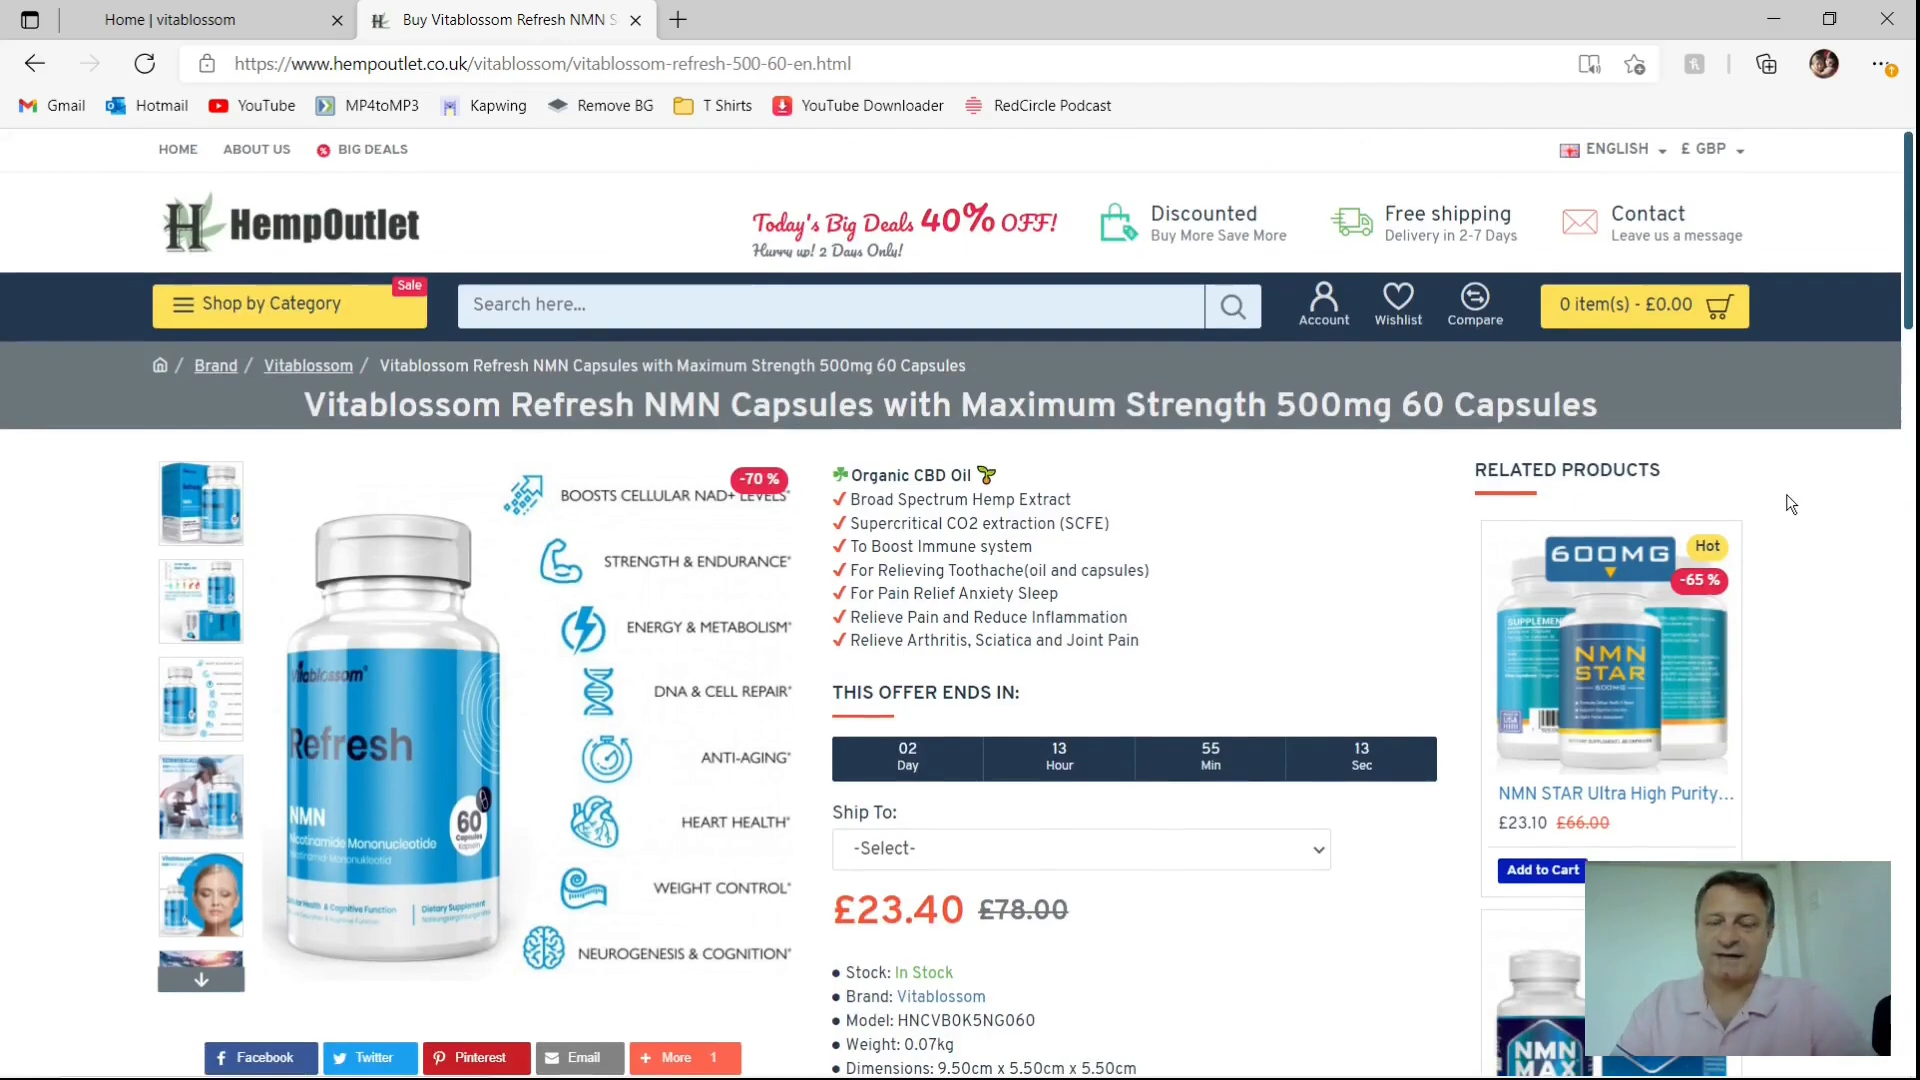 Home | vitablossom
Buy Vitablossom Refresh NMN S
https://www.hempoutlet.co.uk/vitablossom/vitablossom-refresh-500-60-en.html
Gmail Hotmail YouTube MP4toMP3 Kapwing Remove BG T Shirts YouTube Downloader RedCircle Podcast
HOME ABOUT US BIG DEALS
ENGLISH £ GBP
HempOutlet
Today's Big Deals 40% OFF!
Hurry up! 2 Days Only!
Discounted
Buy More Save More
Free shipping
Delivery in 2-7 Days
Contact
Leave us a message
Shop by Category
Sale
Search here...
Account
Wishlist
Compare
0 item(s) - £0.00
/ Brand / Vitablossom / Vitablossom Refresh NMN Capsules with Maximum Strength 500mg 60 Capsules
Vitablossom Refresh NMN Capsules with Maximum Strength 500mg 60 Capsules
-70 %
BOOSTS CELLULAR NAD+ LEVELS*
STRENGTH & ENDURANCE*
ENERGY & METABOLISM*
DNA & CELL REPAIR*
ANTI-AGING*
HEART HEALTH*
WEIGHT CONTROL*
NEUROGENESIS & COGNITION*
Vitablossom®
Refresh
NMN
Nicotinamide Mononucleotide
60
Capsules
Dietary Supplement
Organic CBD Oil
Broad Spectrum Hemp Extract
Supercritical CO2 extraction (SCFE)
To Boost Immune system
For Relieving Toothache(oil and capsules)
For Pain Relief Anxiety Sleep
Relieve Pain and Reduce Inflammation
Relieve Arthritis, Sciatica and Joint Pain
THIS OFFER ENDS IN:
02 13 55 13
Day Hour Min Sec
Ship To:
-Select-
£23.40 £78.00
Stock: In Stock
Brand: Vitablossom
Model: HNCVB0K5NG060
Weight: 0.07kg
Dimensions: 9.50cm x 5.50cm x 5.50cm
Facebook Twitter Pinterest Email More 1
RELATED PRODUCTS
600MG
Hot
-65 %
NMN
STAR
600MG
NMN STAR Ultra High Purity...
£23.10 £66.00
Add to Cart
NMN
MAX